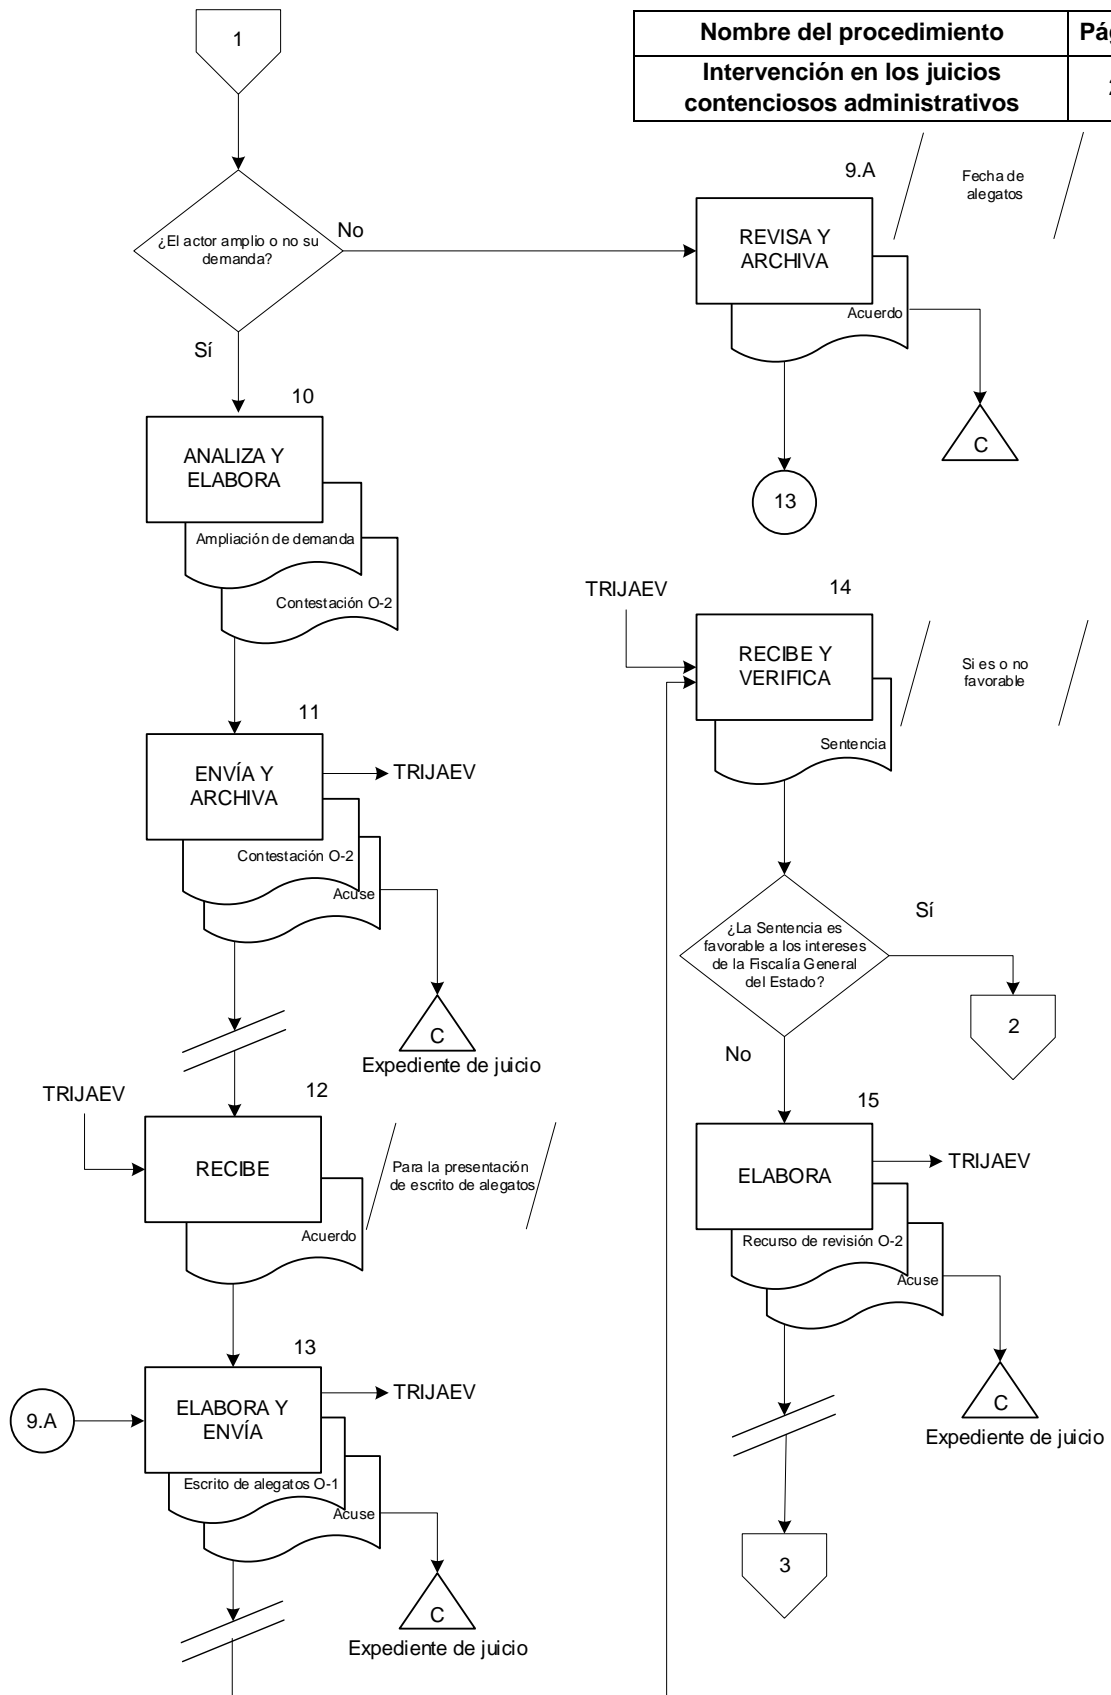 Nombre del procedimiento
Intervención en los juicios
contenciosos administrativos
1
¿El actor amplio o no su
demanda?
No
Sí
9.A
REVISA Y
ARCHIVA
Fecha de
alegatos
Acuerdo
C
13
10
ANALIZA Y
ELABORA
Ampliación de demanda
Contestación O-2
11
ENVÍA Y
ARCHIVA
TRIJAEV
Contestación O-2
Acuse
C
Expediente de juicio
12
TRIJAEV
RECIBE
Para la presentación
de escrito de alegatos
Acuerdo
13
9.A
ELABORA Y
ENVÍA
TRIJAEV
Escrito de alegatos O-1
Acuse
C
Expediente de juicio
TRIJAEV
14
RECIBE Y
VERIFICA
Si es o no
favorable
Sentencia
¿La Sentencia es
favorable a los intereses
de la Fiscalía General
del Estado?
Sí
2
No
15
ELABORA
TRIJAEV
Recurso de revisión O-2
Acuse
C
Expediente de juicio
3